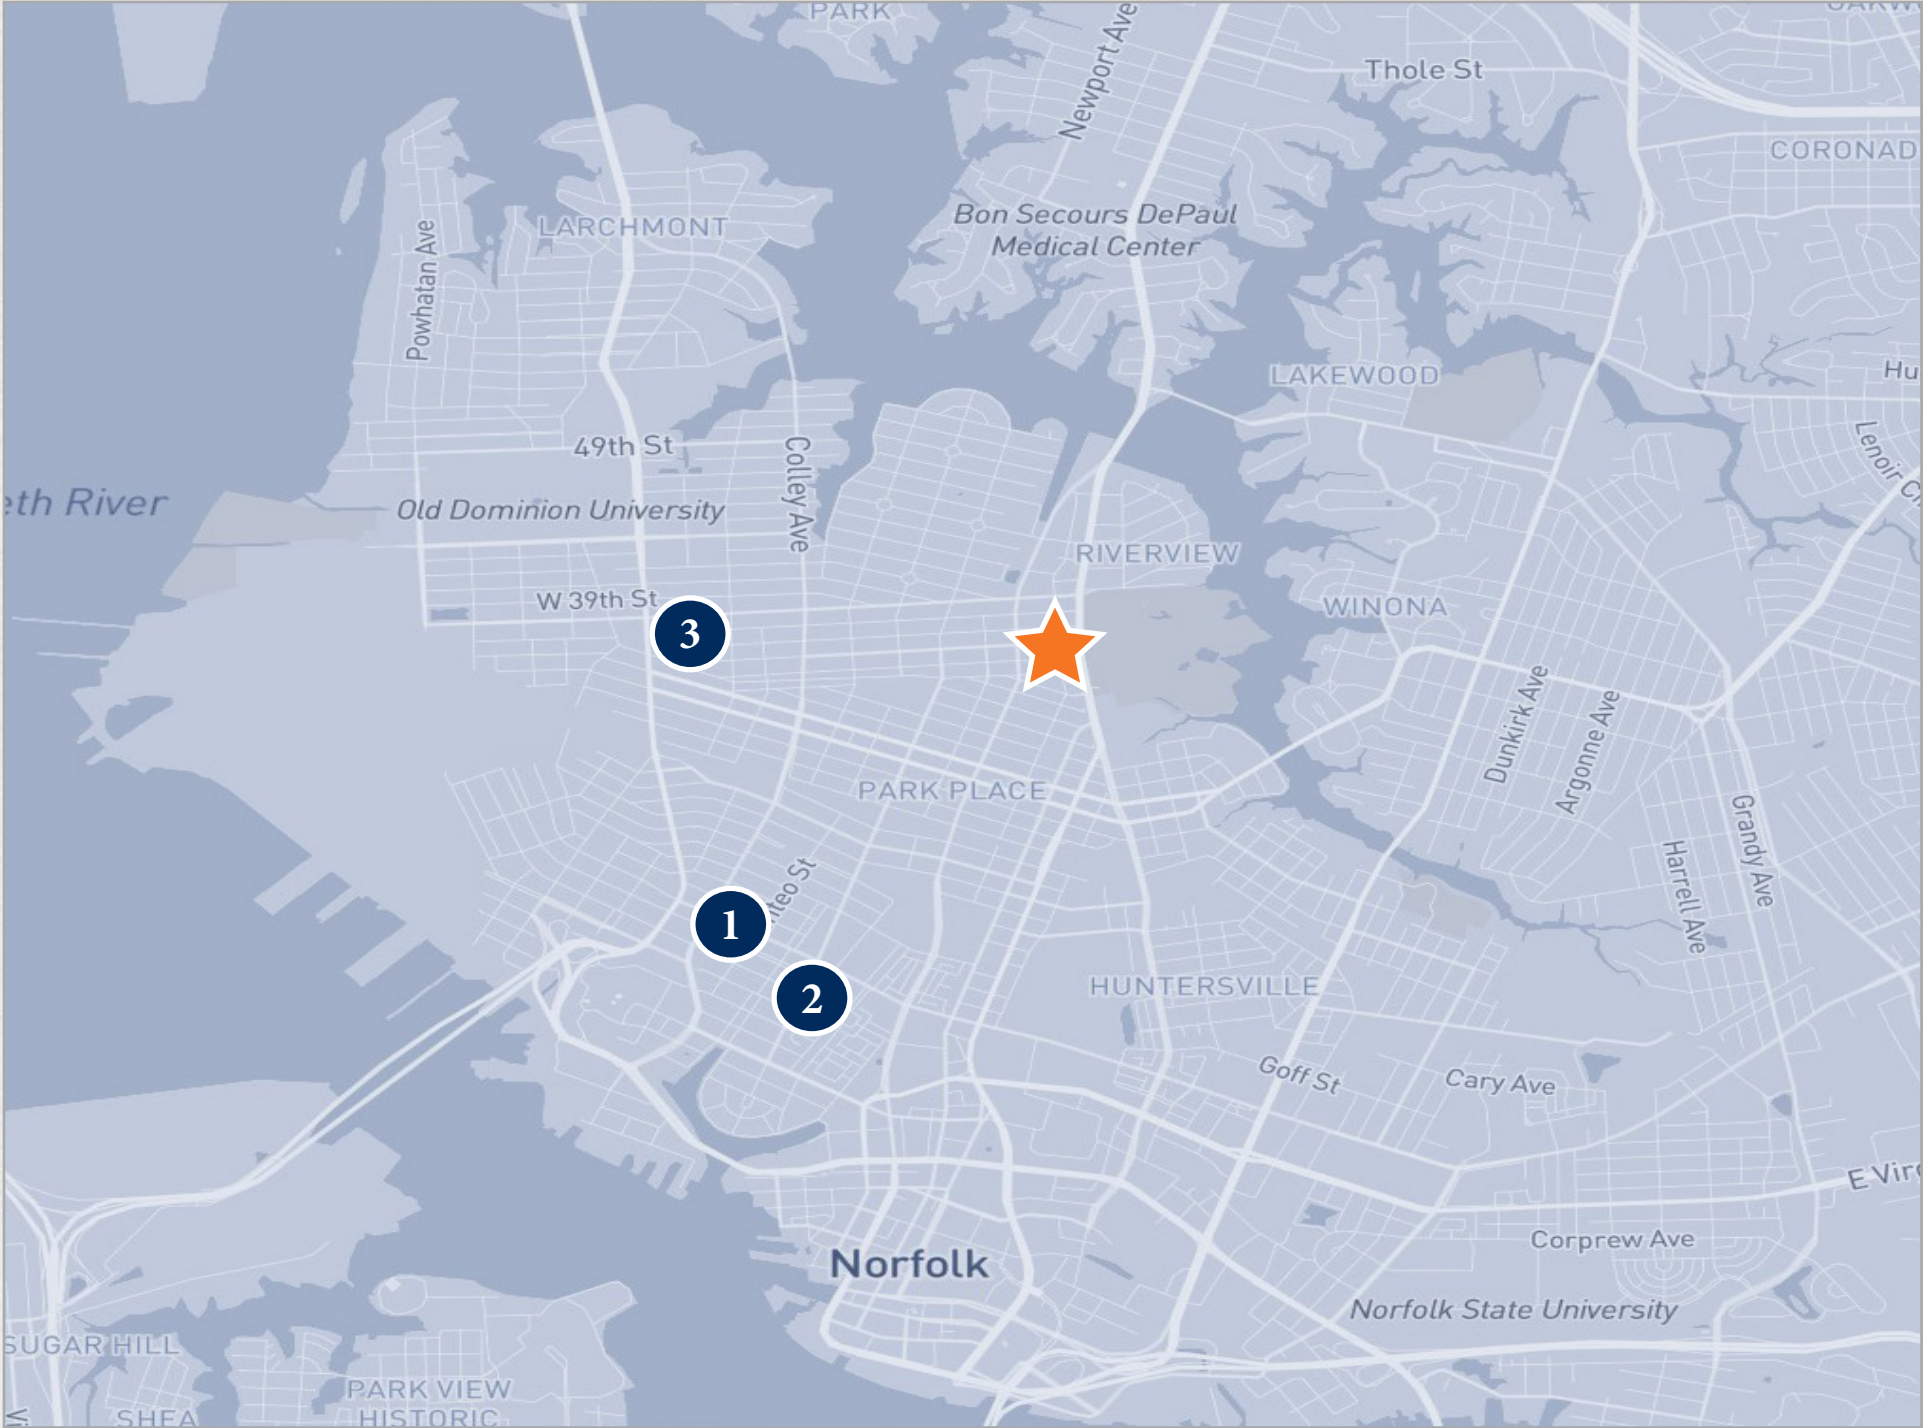 PARK
Newport Ave
Thole St
CORONAD
Bon Secours DePaul
Medical Center
LARCHMONT
Powhatan Ave
LAKEWOOD
Hu
49th St
Colley Ave
Lenoir C
eth River
Old Dominion University
RIVERVIEW
W 39th St
WINONA
3
Dunkirk Ave
Argonne Ave
PARK PLACE
Grandy Ave
Harrell Ave
nteo St
1
2
HUNTERSVILLE
Goff St
Cary Ave
E Virg
Corprew Ave
Norfolk
Norfolk State University
SUGAR HILL
PARK VIEW
HISTORIC
SHEA